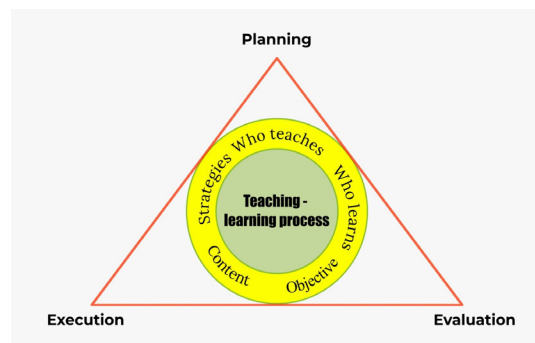 Planning
Who teaches
Who learns
Objective
Content
Strategies
Teaching -
learning process
Execution
Evaluation